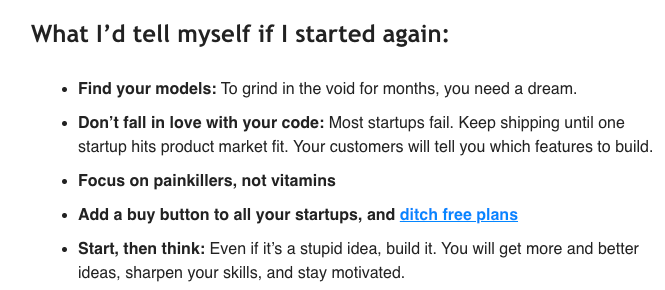 What I’d tell myself if I started again:
• Find your models: To grind in the void for months, you need a dream.
• Don’t fall in love with your code: Most startups fail. Keep shipping until one
startup hits product market fit. Your customers will tell you which features to build.
• Focus on painkillers, not vitamins
• Add a buy button to all your startups, and ditch free plans
• Start, then think: Even if it’s a stupid idea, build it. You will get more and better
ideas, sharpen your skills, and stay motivated.